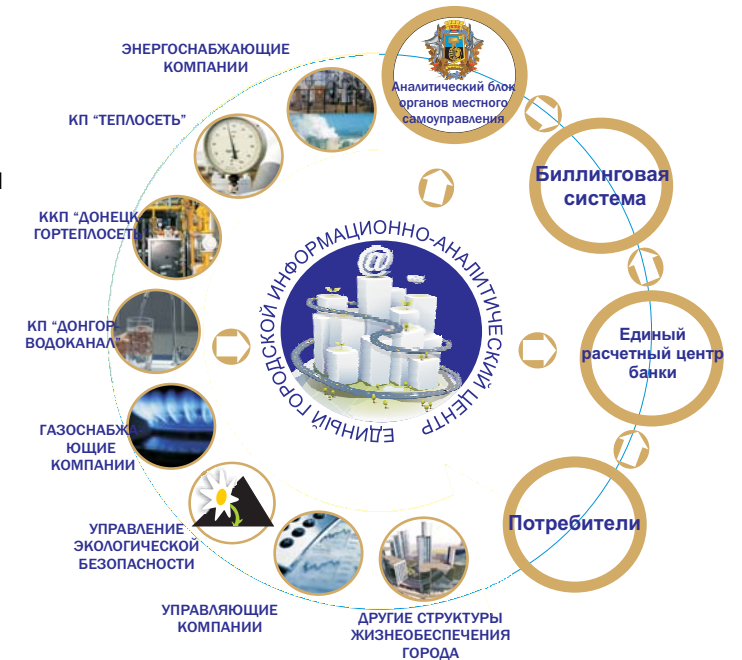 ЭНЕРГОСНАБЖАЮЩИЕ
КОМПАНИИ
Аналитический блок
органов местного
самоуправления
КП “ТЕПЛОСЕТЬ”
Биллинговая
система
ККП “ДОНЕЦК
ГОРТЕПЛОСЕТЬ
КП “ДОНГОР-
ВОДОКАНАЛ”
ЕДИНЫЙ ГОРОДСКОЙ ИНФОРМАЦИОННО-АНАЛИТИЧЕСКИЙ ЦЕНТР
@
Единый
расчетный центр
банки
ГАЗОСНАБЖА
ЮЩИЕ
КОМПАНИИ
Потребители
УПРАВЛЕНИЕ
ЭКОЛОГИЧЕСКОЙ
БЕЗОПАСНОСТИ
УПРАВЛЯЮЩИЕ
КОМПАНИИ
ДРУГИЕ СТРУКТУРЫ
ЖИЗНЕОБЕСПЕЧЕНИЯ
ГОРОДА